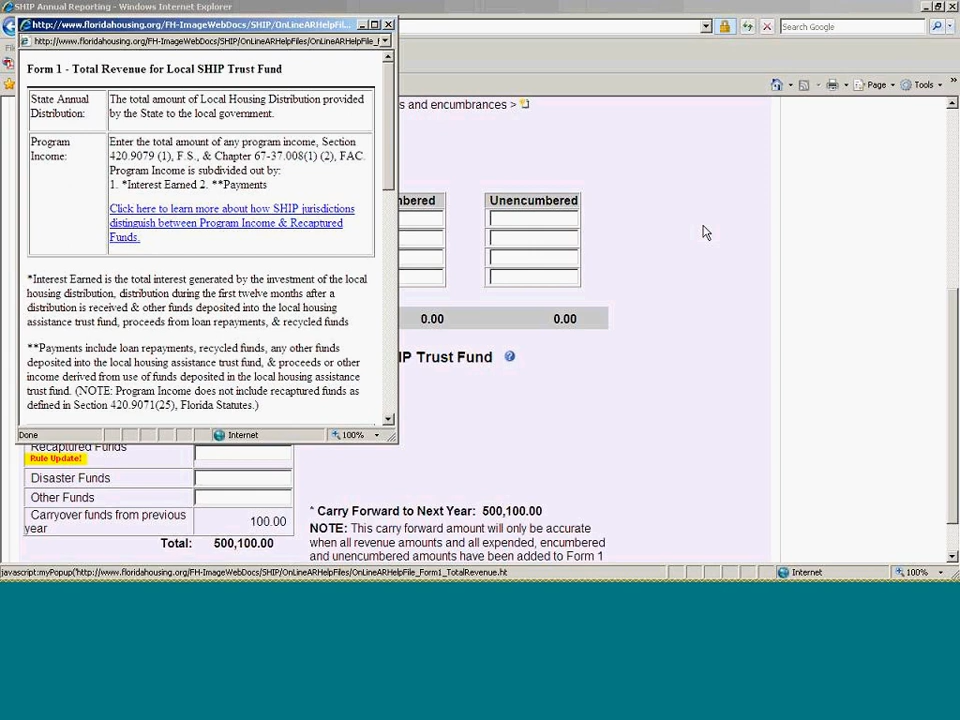 SHIP Annual Reporting - Windows Internet Explorer
http://www.floridahousing.org/FH-ImageWebDocs/SHIP/OnLineARHelpFi...
http://www.floridahousing.org/FH-ImageWebDocs/SHIP/OnLineARHelpFiles/OnLineARHelpFile_
Search Google
Page
Tools
Form 1 - Total Revenue for Local SHIP Trust Fund
State Annual Distribution:
The total amount of Local Housing Distribution provided
by the State to the local government.
Program Income:
Enter the total amount of any program income, Section
420.9079 (1), F.S., & Chapter 67-37.008(1) (2), FAC.
Program Income is subdivided out by:
1. *Interest Earned 2. **Payments
Click here to learn more about how SHIP jurisdictions
distinguish between Program Income & Recaptured
Funds.
*Interest Earned is the total interest generated by the investment of the local
housing distribution, distribution during the first twelve months after a
distribution is received & other funds deposited into the local housing
assistance trust fund, proceeds from loan repayments, & recycled funds
**Payments include loan repayments, recycled funds, any other funds
deposited into the local housing assistance trust fund, & proceeds or other
income derived from use of funds deposited in the local housing assistance
trust fund. (NOTE: Program Income does not include recaptured funds as
defined in Section 420.9071(25), Florida Statutes.)
Done
Internet
100%
s and encumbrances >
bered
Unencumbered
0.00
0.00
IP Trust Fund
Recaptured Funds
Rule Update!
Disaster Funds
Other Funds
Carryover funds from previous
year
100.00
Total: 500,100.00
* Carry Forward to Next Year: 500,100.00
NOTE: This carry forward amount will only be accurate
when all revenue amounts and all expended, encumbered
and unencumbered amounts have been added to Form 1
javascript:myPopup('http://www.floridahousing.org/FH-ImageWebDocs/SHIP/OnLineARHelpFiles/OnLineARHelpFile_Form1_TotalRevenue.ht
Internet
100%